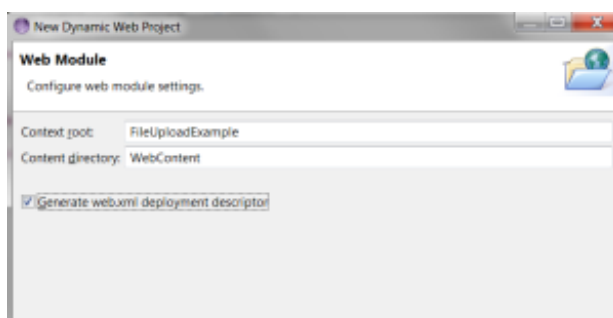 New Dynamic Web Project
Web Module
Configure web module settings.
Context root: FileUploadExample
Content directory: WebContent
Generate web.xml deployment descriptor